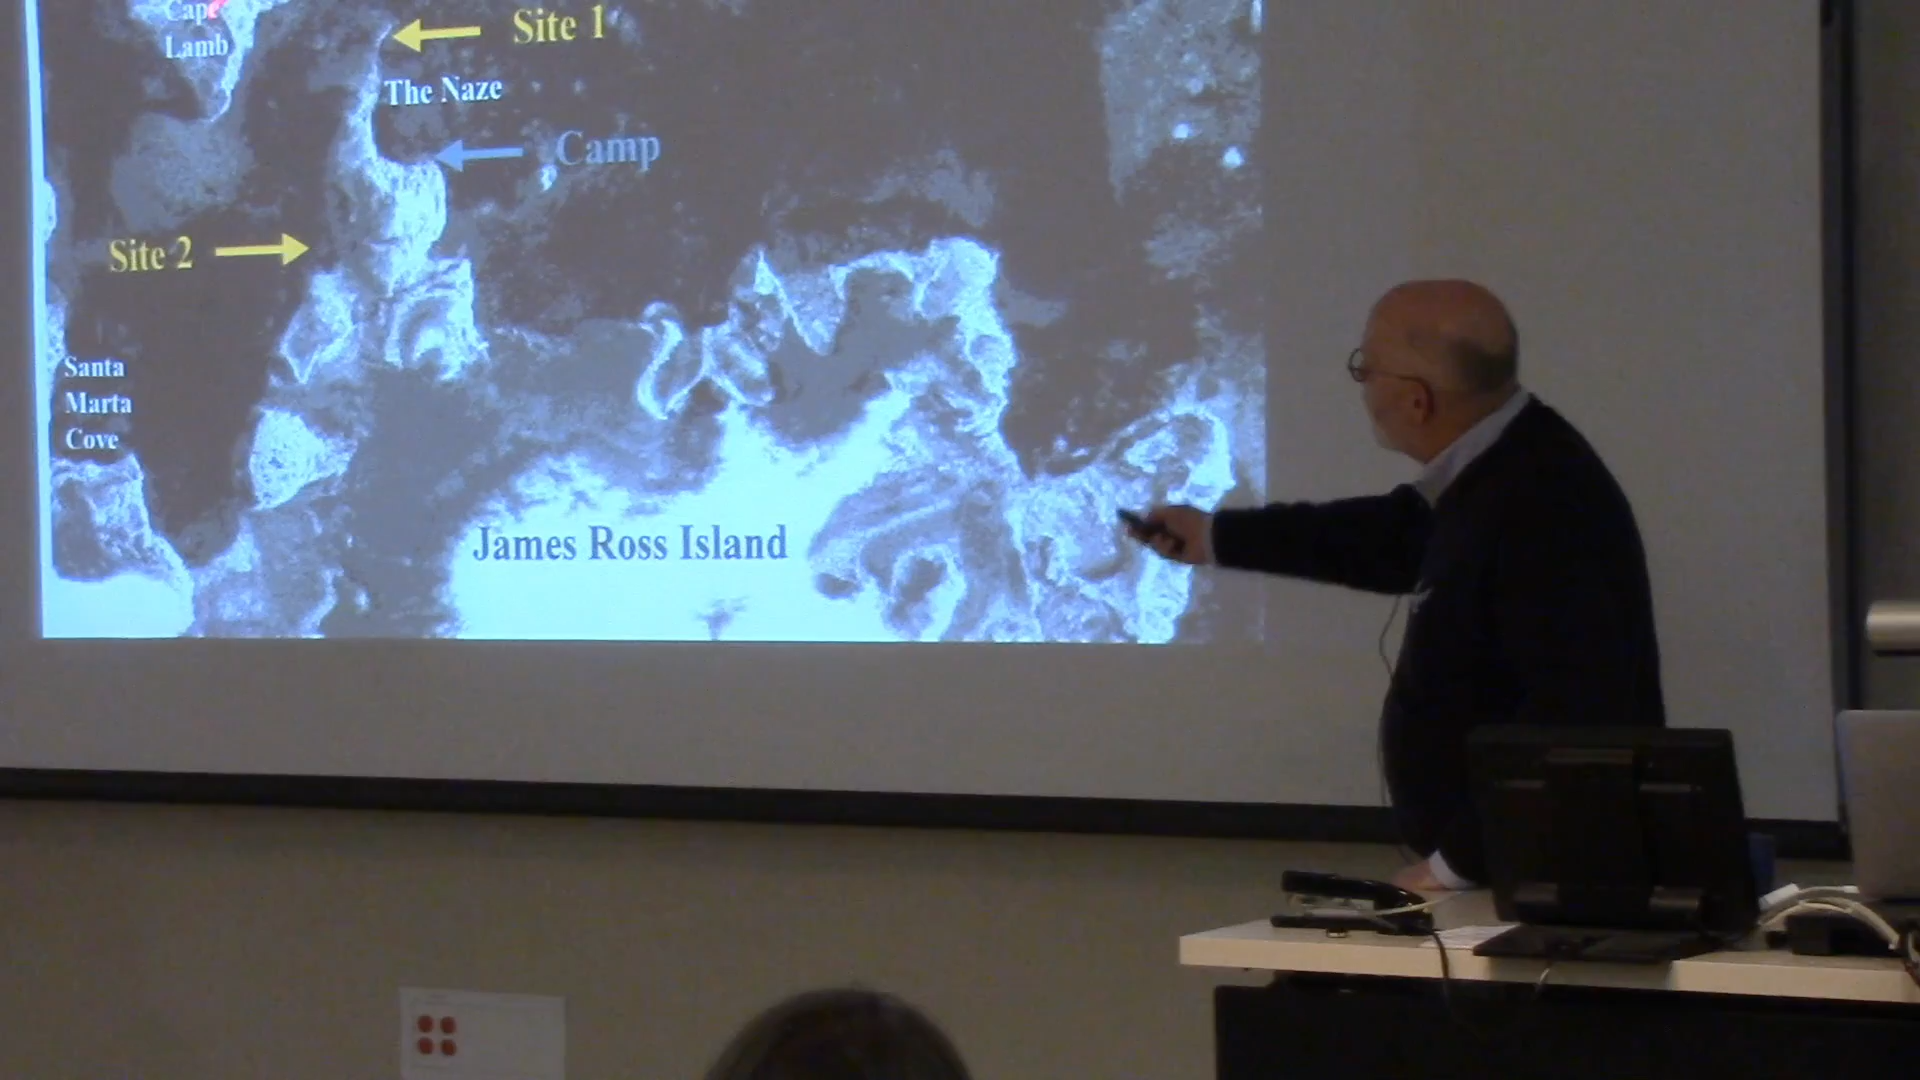 Cape
Lamb
Site 1
The Naze
Camp
Site 2
Santa
Marta
Cove
James Ross Island